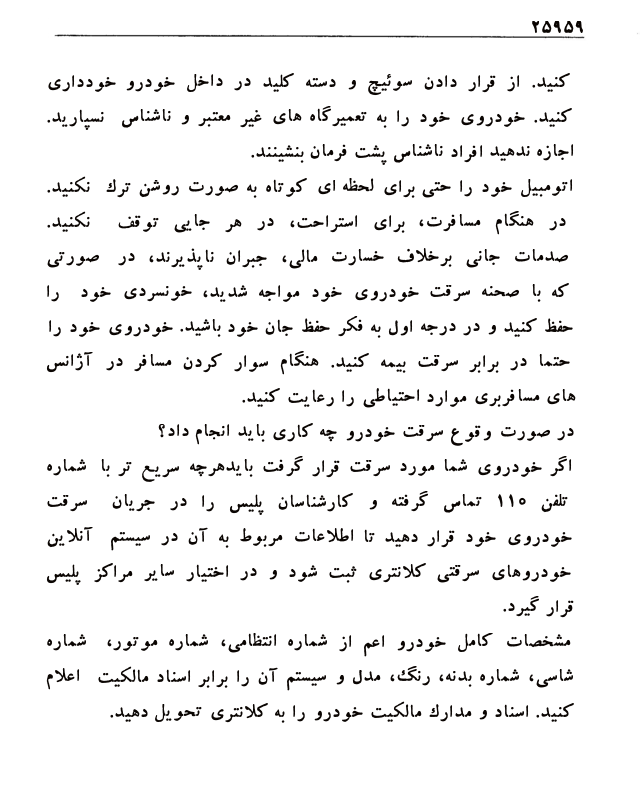 ۲۵۹۵۹
کنید. از قرار دادن سوئیچ و دسته کلید در داخل خودرو خودداری
کنید. خودروی خود را به تعمیرگاه های غیر معتبر و ناشناس نسپارید.
اجازه ندهید افراد ناشناس پشت فرمان بنشینند.
اتومبیل خود را حتی برای لحظه ای کوتاه به صورت روشن ترك نکنید.
در هنگام مسافرت، برای استراحت، در هر جایی توقف نکنید.
صدمات جانی برخلاف خسارت مالی، جبران ناپذیرند، در صورتی
که با صحنه سرقت خودروی خود مواجه شدید، خونسردی خود را
حفظ کنید و در درجه اول به فکر حفظ جان خود باشید. خودروی خود را
حتما در برابر سرقت بیمه کنید. هنگام سوار کردن مسافر در آژانس
های مسافربری موارد احتیاطی را رعایت کنید.
در صورت وقوع سرقت خودرو چه کاری باید انجام داد؟
اگر خودروی شما مورد سرقت قرار گرفت بایدهرچه سریع تر با شماره
تلفن ۱۱۰ تماس گرفته و کارشناسان پلیس را در جریان سرقت
خودروی خود قرار دهید تا اطلاعات مربوط به آن در سیستم آنلاین
خودروهای سرقتی کلانتری ثبت شود و در اختیار سایر مراکز پلیس
قرار گیرد.
مشخصات کامل خودرو اعم از شماره انتظامی، شماره موتور، شماره
شاسی، شماره بدنه، رنگ، مدل و سیستم آن را برابر اسناد مالکیت اعلام
کنید. اسناد و مدارك مالکیت خودرو را به کلانتری تحویل دهید.